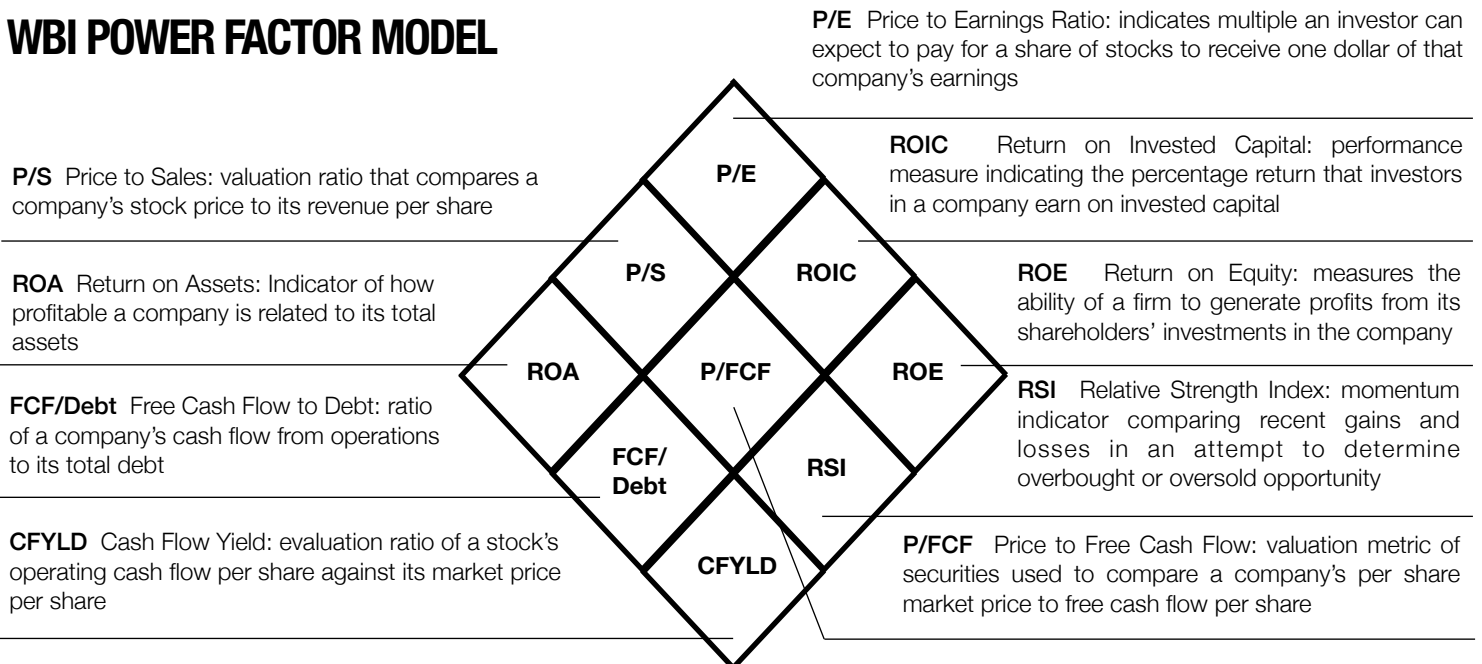 WBI POWER FACTOR MODEL
P/E Price to Earnings Ratio: indicates multiple an investor can
expect to pay for a share of stocks to receive one dollar of that
company's earnings
P/S Price to Sales: valuation ratio that compares a
company's stock price to its revenue per share
ROIC Return on Invested Capital: performance
measure indicating the percentage return that investors
in a company earn on invested capital
ROA Return on Assets: Indicator of how
profitable a company is related to its total
assets
ROE Return on Equity: measures the
ability of a firm to generate profits from its
shareholders' investments in the company
FCF/Debt Free Cash Flow to Debt: ratio
of a company's cash flow from operations
to its total debt
RSI Relative Strength Index: momentum
indicator comparing recent gains and
losses in an attempt to determine
overbought or oversold opportunity
CFYLD Cash Flow Yield: evaluation ratio of a stock's
operating cash flow per share against its market price
per share
P/FCF Price to Free Cash Flow: valuation metric of
securities used to compare a company's per share
market price to free cash flow per share
P/E
P/S
ROIC
ROA
P/FCF
ROE
FCF/
Debt
RSI
CFYLD